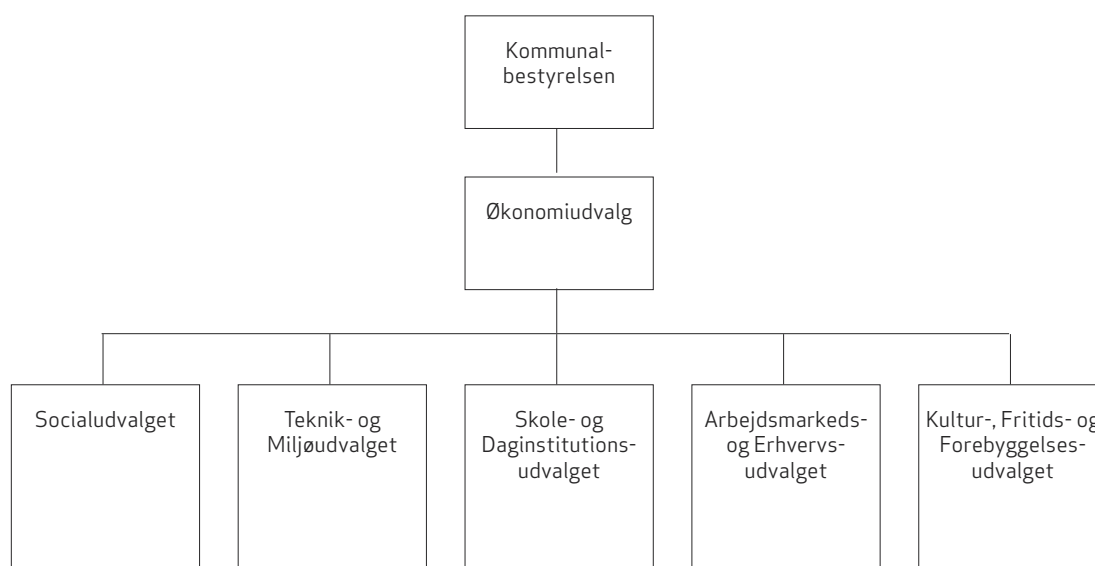 Kommunal-
bestyrelsen
Økonomiudvalg
Socialudvalget
Teknik- og
Miljøudvalget
Skole- og
Daginstitutions-
udvalget
Arbejdsmarkeds-
og Erhvervs-
udvalget
Kultur-, Fritids- og
Forebyggelses-
udvalget